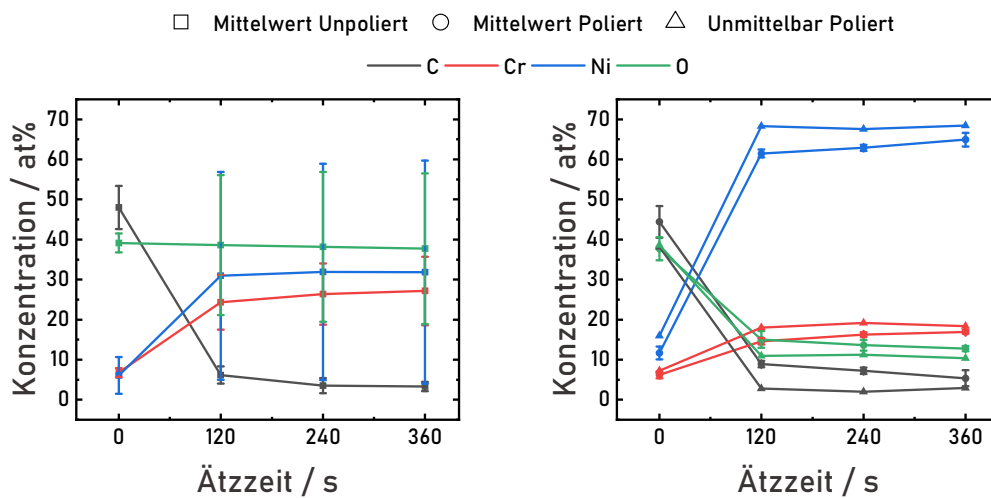 Mittelwert Unpoliert Mittelwert Poliert Unmittelbar Poliert
C Cr Ni O
Konzentration / at%
70
60
50
40
30
20
10
0
0 120 240 360
Ätzzeit / s
Konzentration / at%
70
60
50
40
30
20
10
0
0 120 240 360
Ätzzeit / s